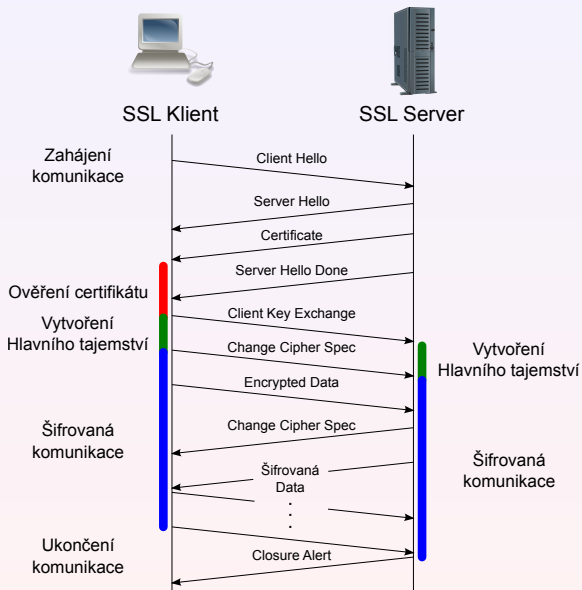 SSL Klient
SSL Server
Zahájení
komunikace
Client Hello
Server Hello
Certificate
Server Hello Done
Ověření certifikátu
Client Key Exchange
Vytvoření
Hlavního tajemství
Change Cipher Spec
Vytvoření
Hlavního tajemství
Encrypted Data
Change Cipher Spec
Šifrovaná
komunikace
Šifrovaná
Data
Šifrovaná
komunikace
Ukončení
komunikace
Closure Alert